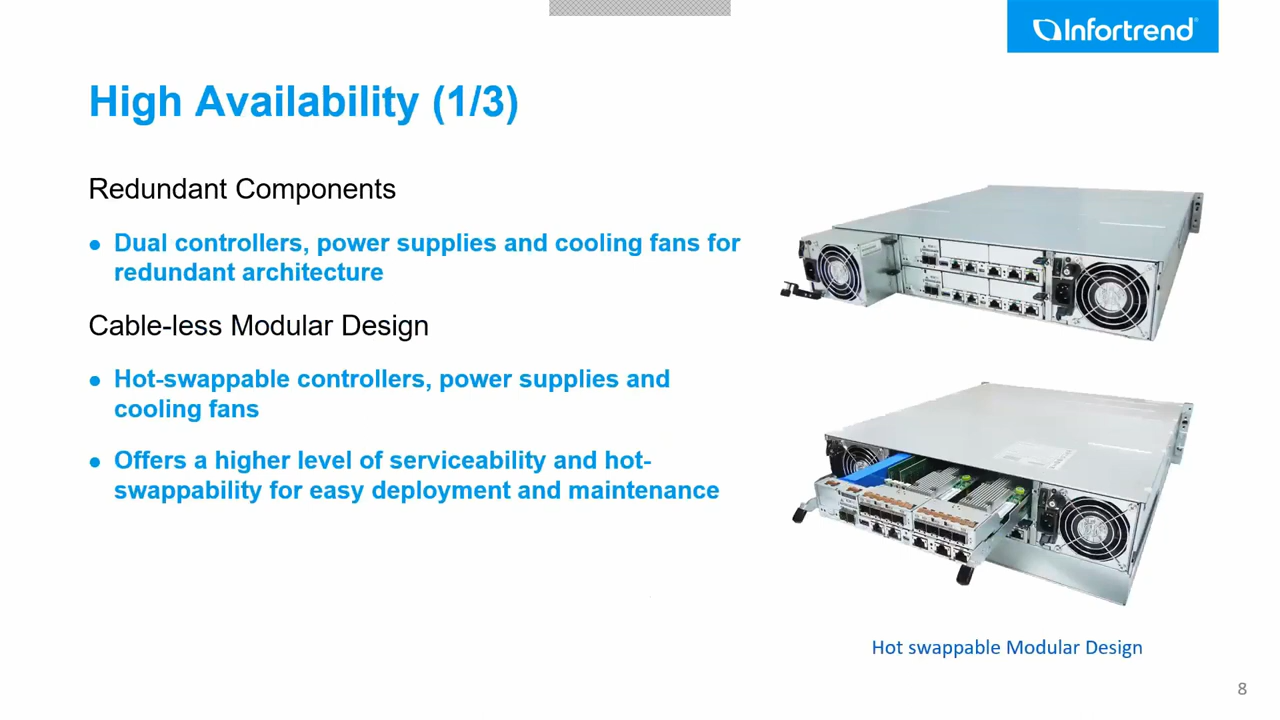 Infortrend
High Availability (1/3)
Redundant Components
● Dual controllers, power supplies and cooling fans for
redundant architecture
Cable-less Modular Design
● Hot-swappable controllers, power supplies and
cooling fans
● Offers a higher level of serviceability and hot-
swappability for easy deployment and maintenance
Hot swappable Modular Design
8